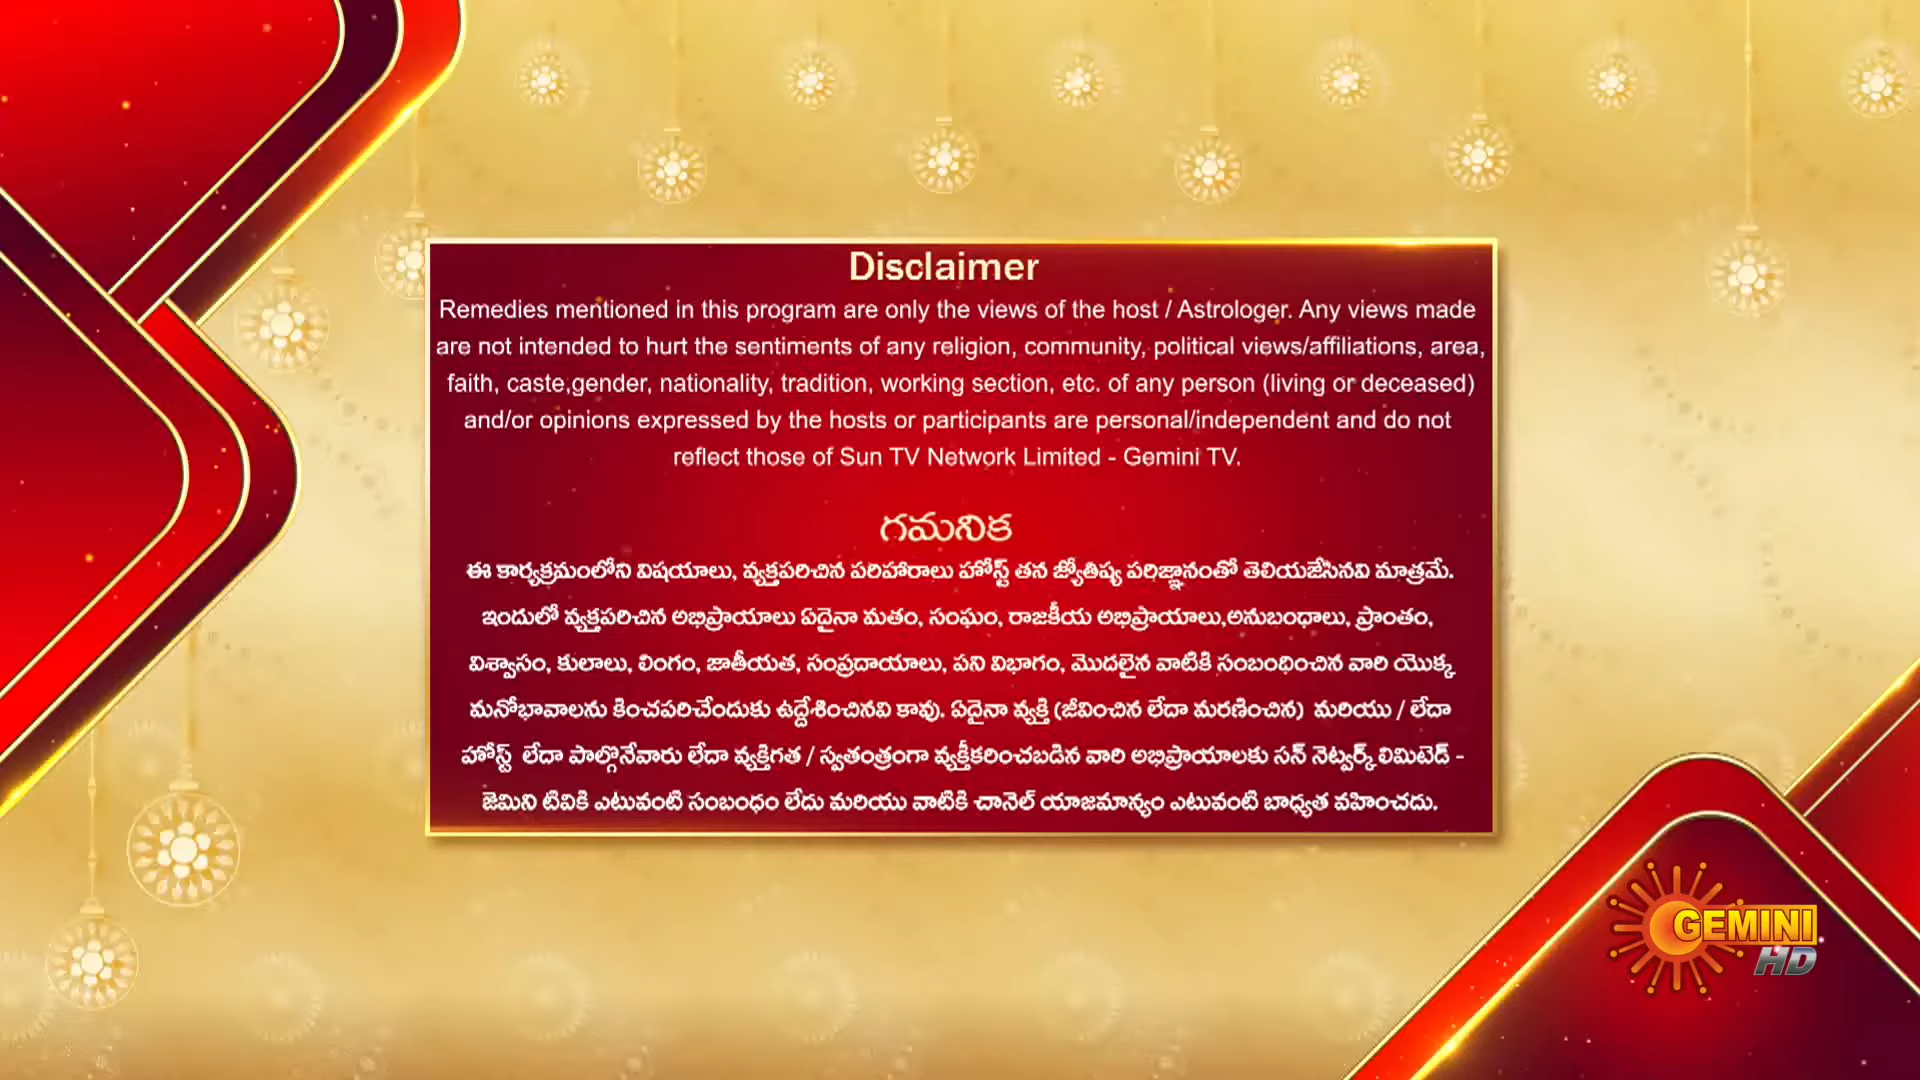 Disclaimer
Remedies mentioned in this program are only the views of the host / Astrologer. Any views made
are not intended to hurt the sentiments of any religion, community, political views/affiliations, area,
faith, caste,gender, nationality, tradition, working section, etc. of any person (living or deceased)
and/or opinions expressed by the hosts or participants are personal/independent and do not
reflect those of Sun TV Network Limited - Gemini TV.
గమనిక
ఈ కార్యక్రమంలోని విషయాలు, వ్యక్తపరిచిన పరిహారాలు హోస్ట్ తన జ్యోతిష్య పరిజ్ఞానంతో తెలియజేసినవి మాత్రమే.
ఇందులో వ్యక్తపరిచిన అభిప్రాయాలు ఏదైనా మతం, సంఘం, రాజకీయ అభిప్రాయాలు,అనుబంధాలు, ప్రాంతం,
విశ్వాసం, కులాలు, లింగం, జాతీయత, సంప్రదాయాలు, పని విభాగం, మొదలైన వాటికి సంబంధించిన వారి యొక్క
మనోభావాలను కించపరిచేందుకు ఉద్దేశించినవి కావు. ఏదైనా వ్యక్తి (జీవించిన లేదా మరణించిన) మరియు / లేదా
హోస్ట్ లేదా పాల్గొనేవారు లేదా వ్యక్తిగత / స్వతంత్రంగా వ్యక్తీకరించబడిన వారి అభిప్రాయాలకు సన్ నెట్వర్క్ లిమిటెడ్ -
జెమిని టివికి ఎటువంటి సంబంధం లేదు మరియు వాటికి చానెల్ యాజమాన్యం ఎటువంటి బాధ్యత వహించదు.
GEMINI
HD